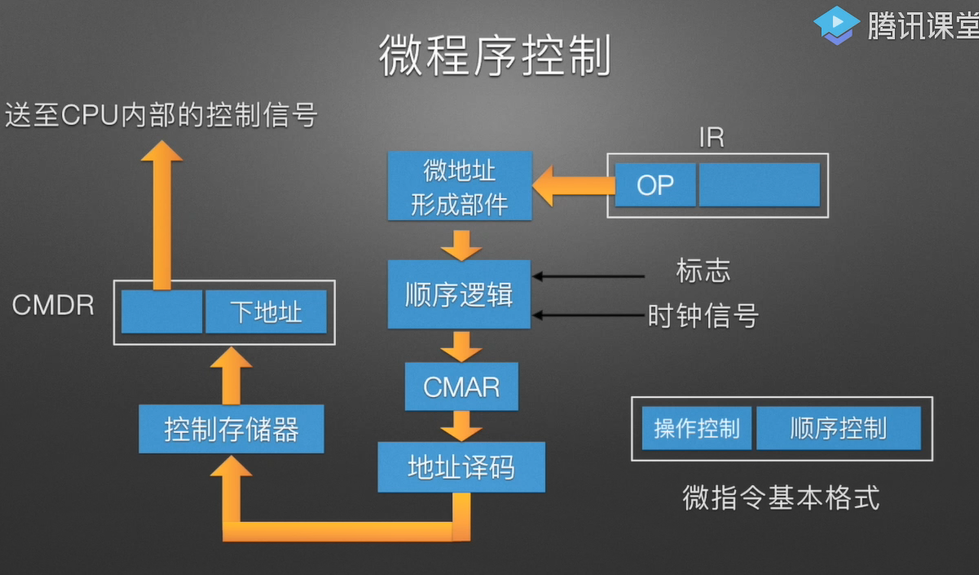 腾讯课堂
微程序控制
送至CPU内部的控制信号
IR
微地址
形成部件
OP
标志
顺序逻辑
时钟信号
CMDR
下地址
CMAR
控制存储器
操作控制
顺序控制
地址译码
微指令基本格式